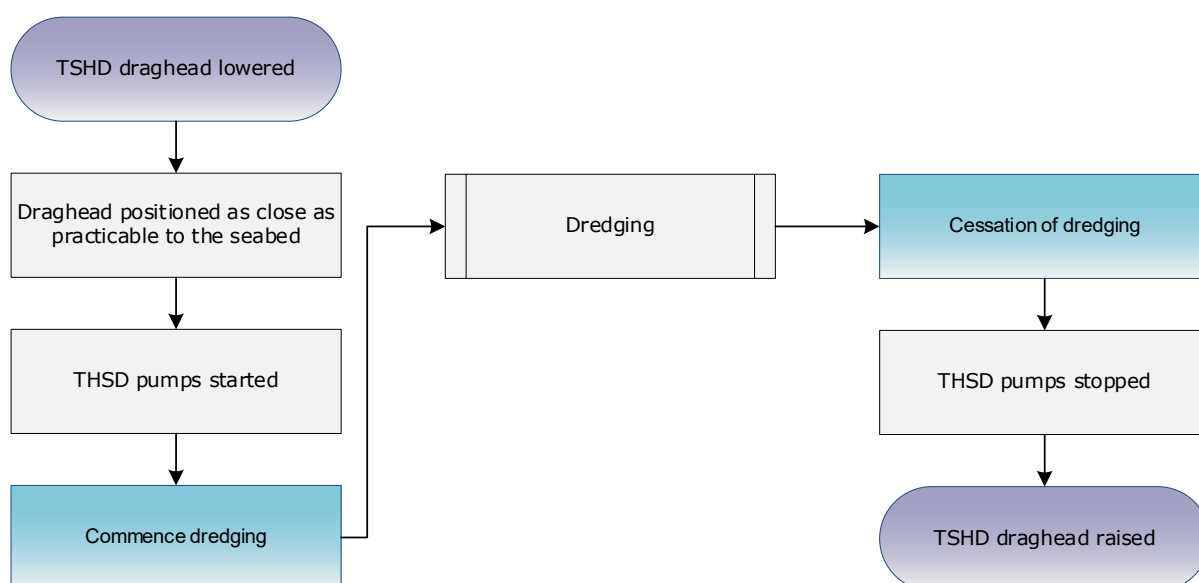 TSHD draghead lowered
Draghead positioned as close as
practicable to the seabed
THSD pumps started
Commence dredging
Dredging
Cessation of dredging
THSD pumps stopped
TSHD draghead raised